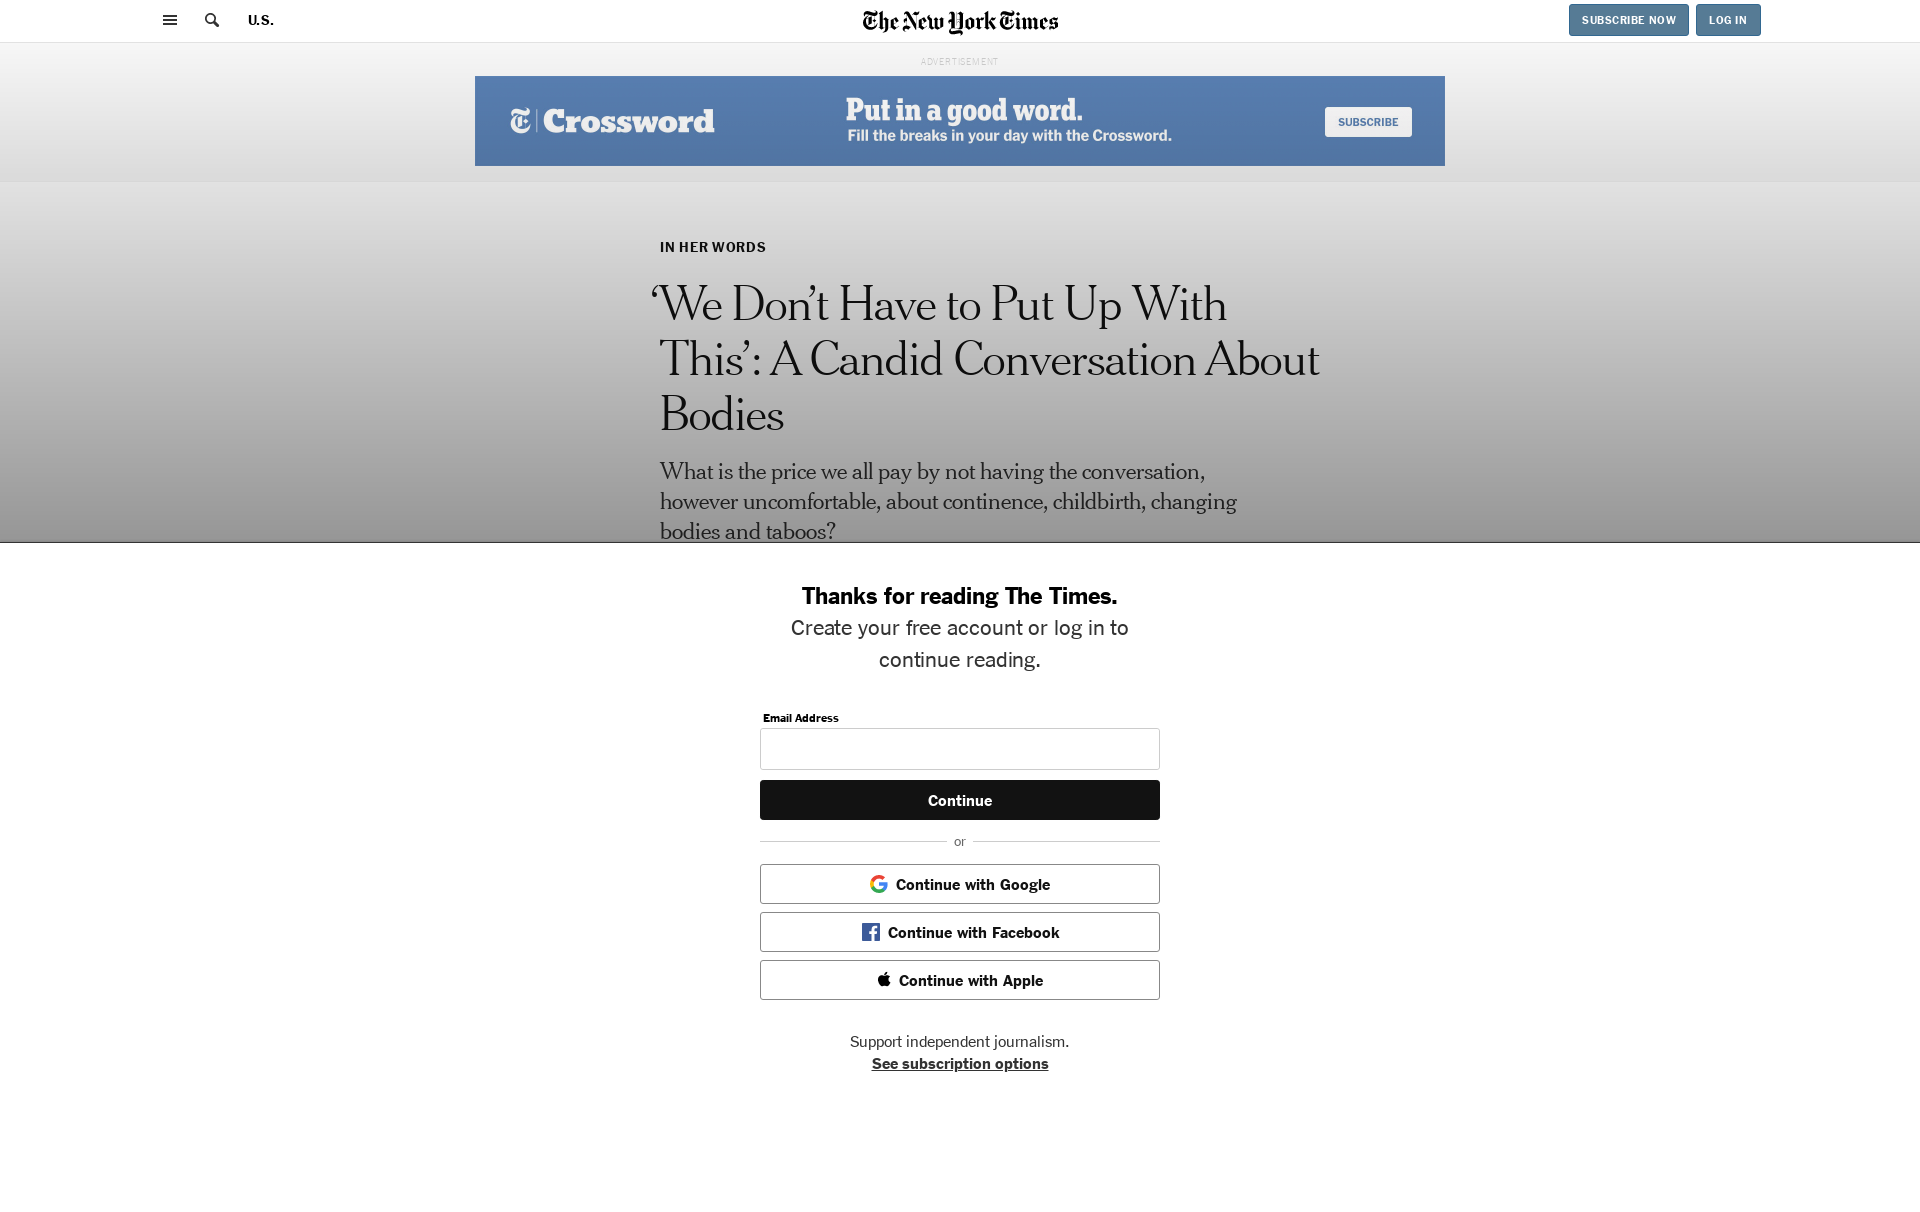 U.S.
The New York Times
SUBSCRIBE NOW
LOG IN
ADVERTISEMENT
Crossword
Put in a good word.
Fill the breaks in your day with the Crossword.
SUBSCRIBE
IN HER WORDS
‘We Don’t Have to Put Up With
This’: A Candid Conversation About
Bodies
What is the price we all pay by not having the conversation,
however uncomfortable, about continence, childbirth, changing
bodies and taboos?
Thanks for reading The Times.
Create your free account or log in to
continue reading.
Email Address
Continue
or
Continue with Google
Continue with Facebook
Continue with Apple
Support independent journalism.
See subscription options